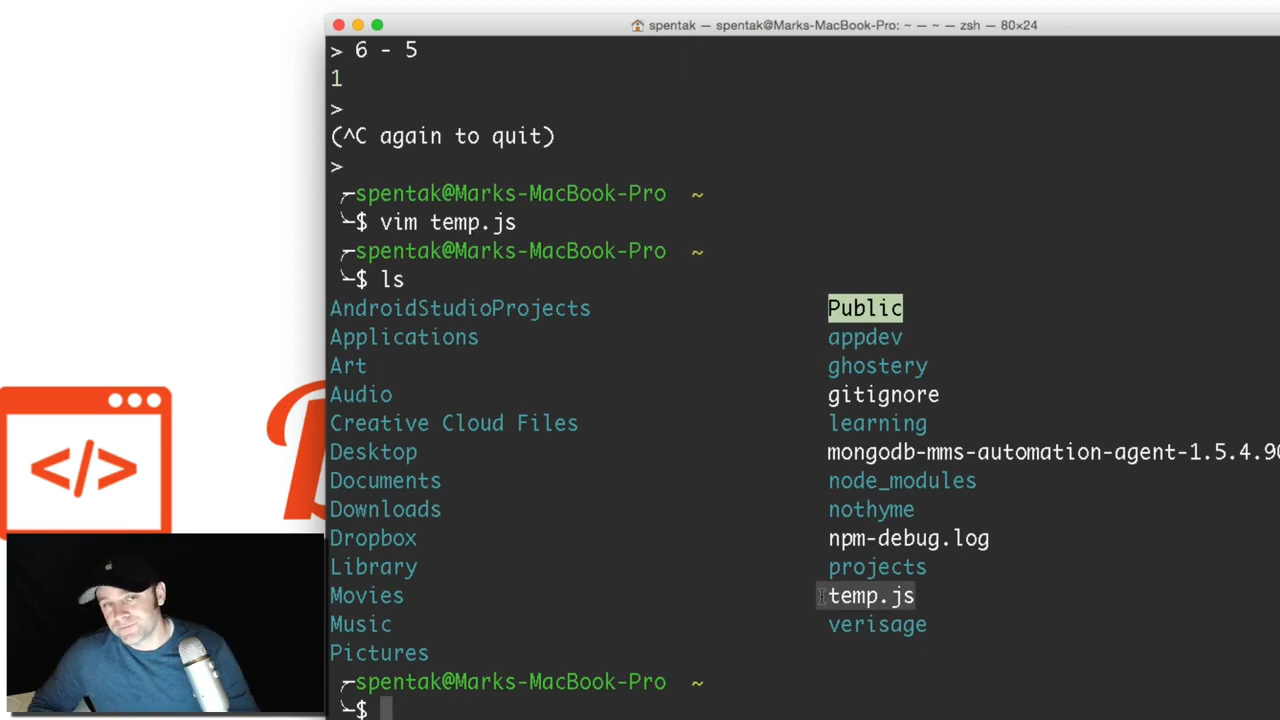 spentak — spentak@Marks-MacBook-Pro: ~ — ~ — zsh — 80×24
> 6 - 5
1
>
(^C again to quit)
>
╭─spentak@Marks-MacBook-Pro ~
╰─$ vim temp.js
╭─spentak@Marks-MacBook-Pro ~
╰─$ ls
AndroidStudioProjects Public
Applications appdev
Art ghostery
Audio gitignore
Creative Cloud Files learning
Desktop mongodb-mms-automation-agent-1.5.4.90
Documents node_modules
Downloads nothyme
Dropbox npm-debug.log
Library projects
Movies temp.js
Music verisage
Pictures
╭─spentak@Marks-MacBook-Pro ~
╰─$
</>